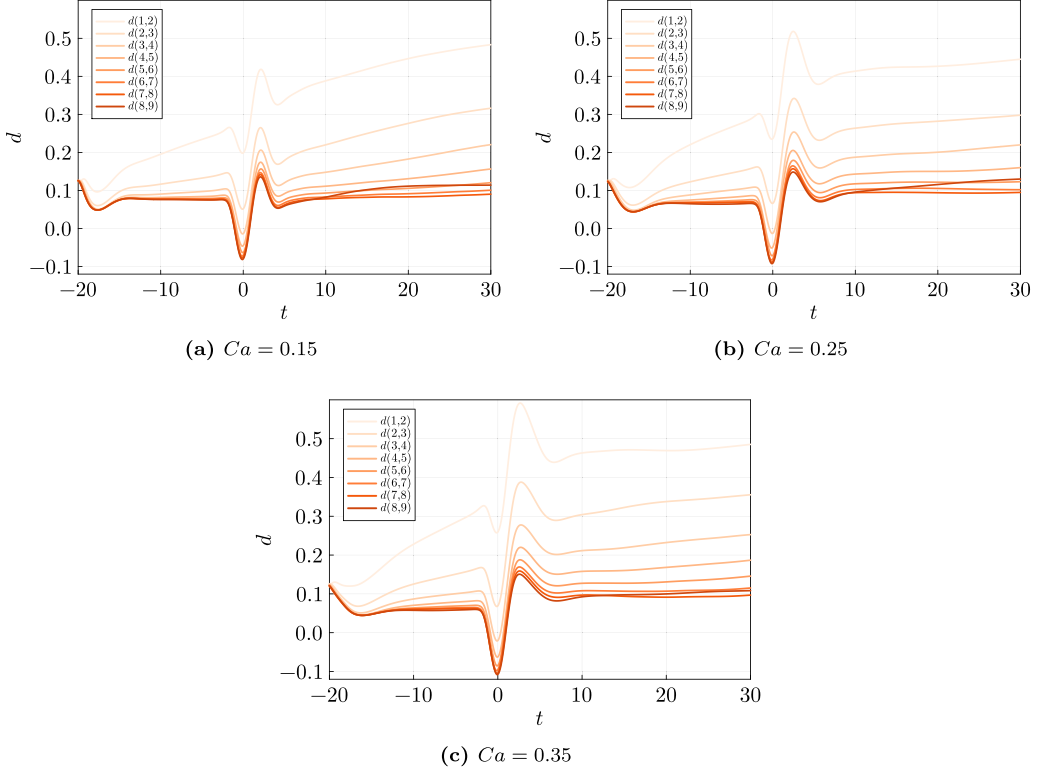 d(1,2)
d(2,3)
d(3,4)
d(4,5)
d(5,6)
d(6,7)
d(7,8)
d(8,9)
0.5
0.4
0.3
0.2
0.1
0.0
−0.1
d
−20 −10 0 10 20 30
t
(a) Ca = 0.15
d(1,2)
d(2,3)
d(3,4)
d(4,5)
d(5,6)
d(6,7)
d(7,8)
d(8,9)
0.5
0.4
0.3
0.2
0.1
0.0
−0.1
d
−20 −10 0 10 20 30
t
(b) Ca = 0.25
d(1,2)
d(2,3)
d(3,4)
d(4,5)
d(5,6)
d(6,7)
d(7,8)
d(8,9)
0.5
0.4
0.3
0.2
0.1
0.0
−0.1
d
−20 −10 0 10 20 30
t
(c) Ca = 0.35